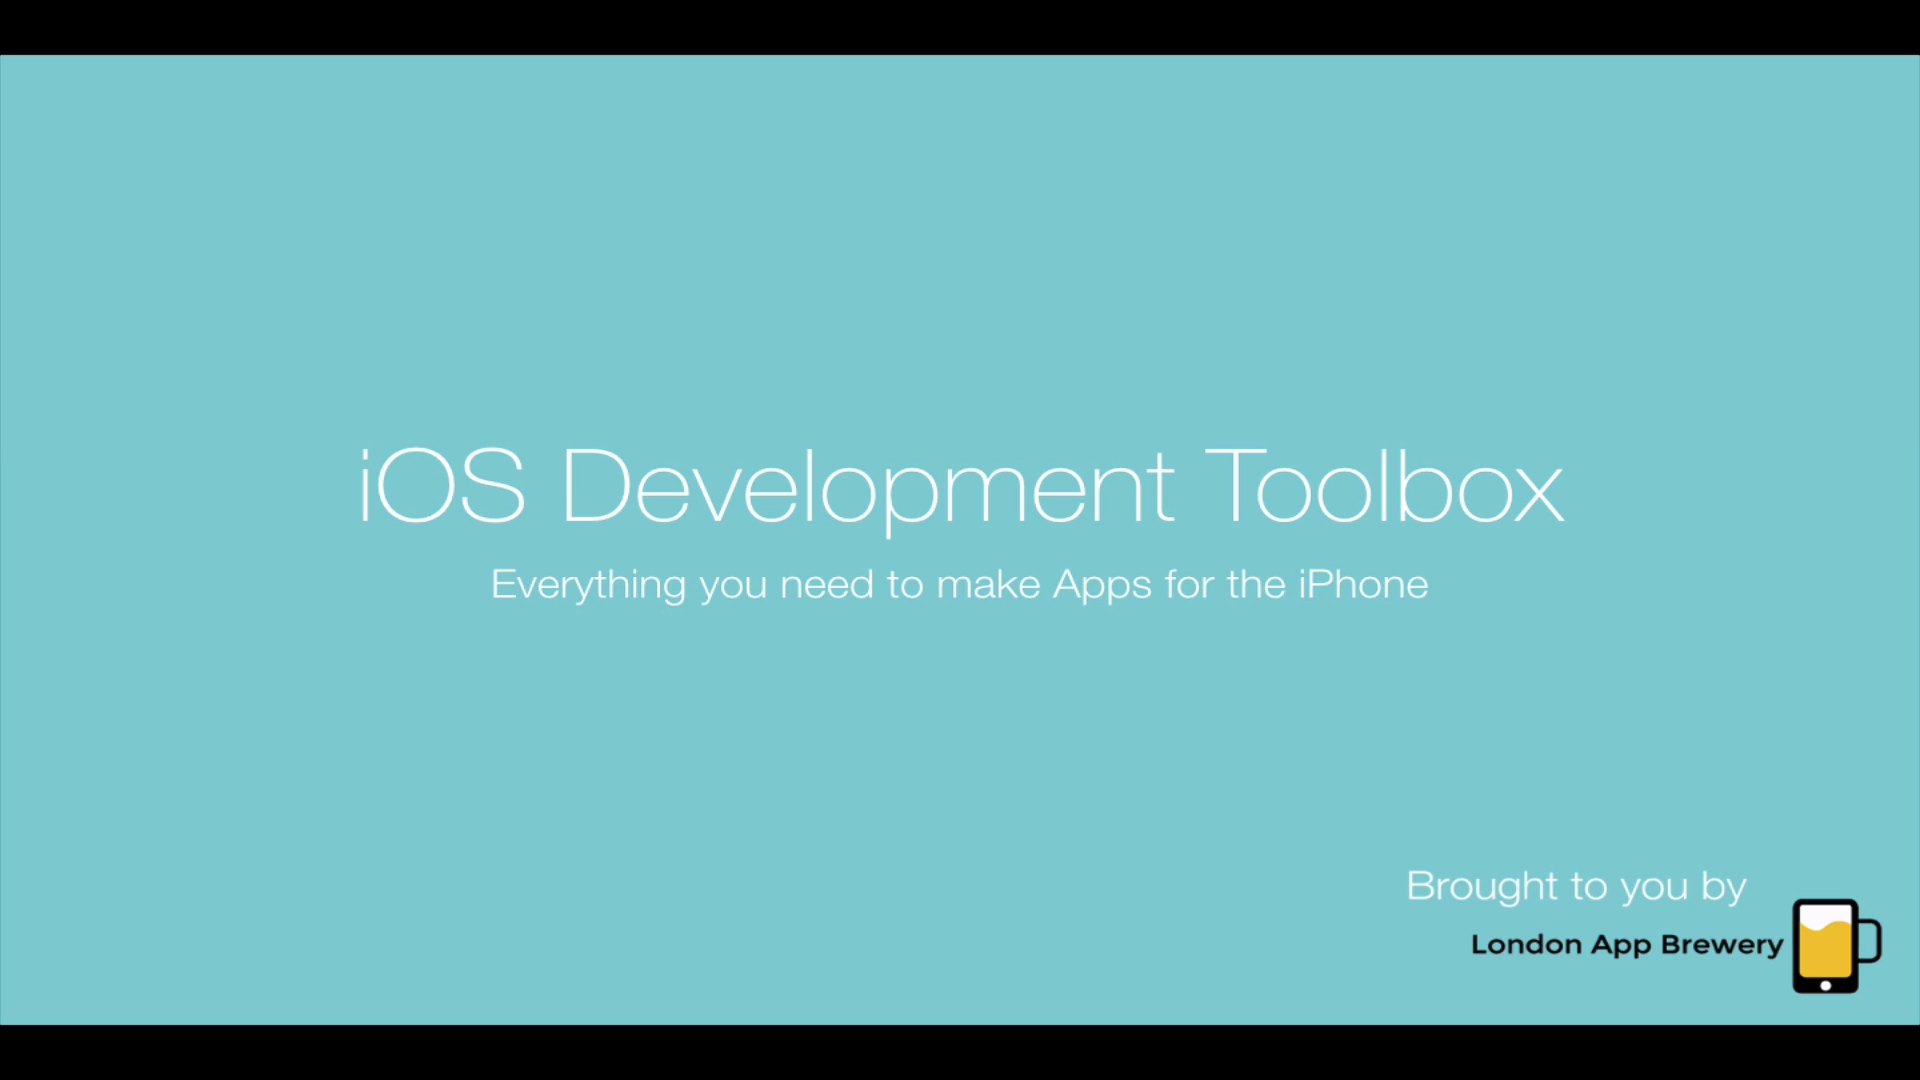 iOS Development Toolbox
Everything you need to make Apps for the iPhone
Brought to you by
London App Brewery